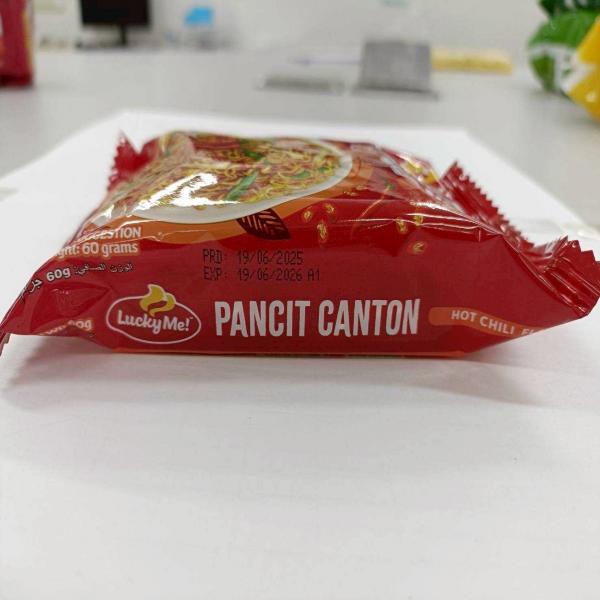 ESTION
ght: 60 grams
الوزن الصافي: 60g
PRD: 19/06/2025
EXP: 19/06/2026 A1
Lucky Me!
PANCIT CANTON
HOT CHILI